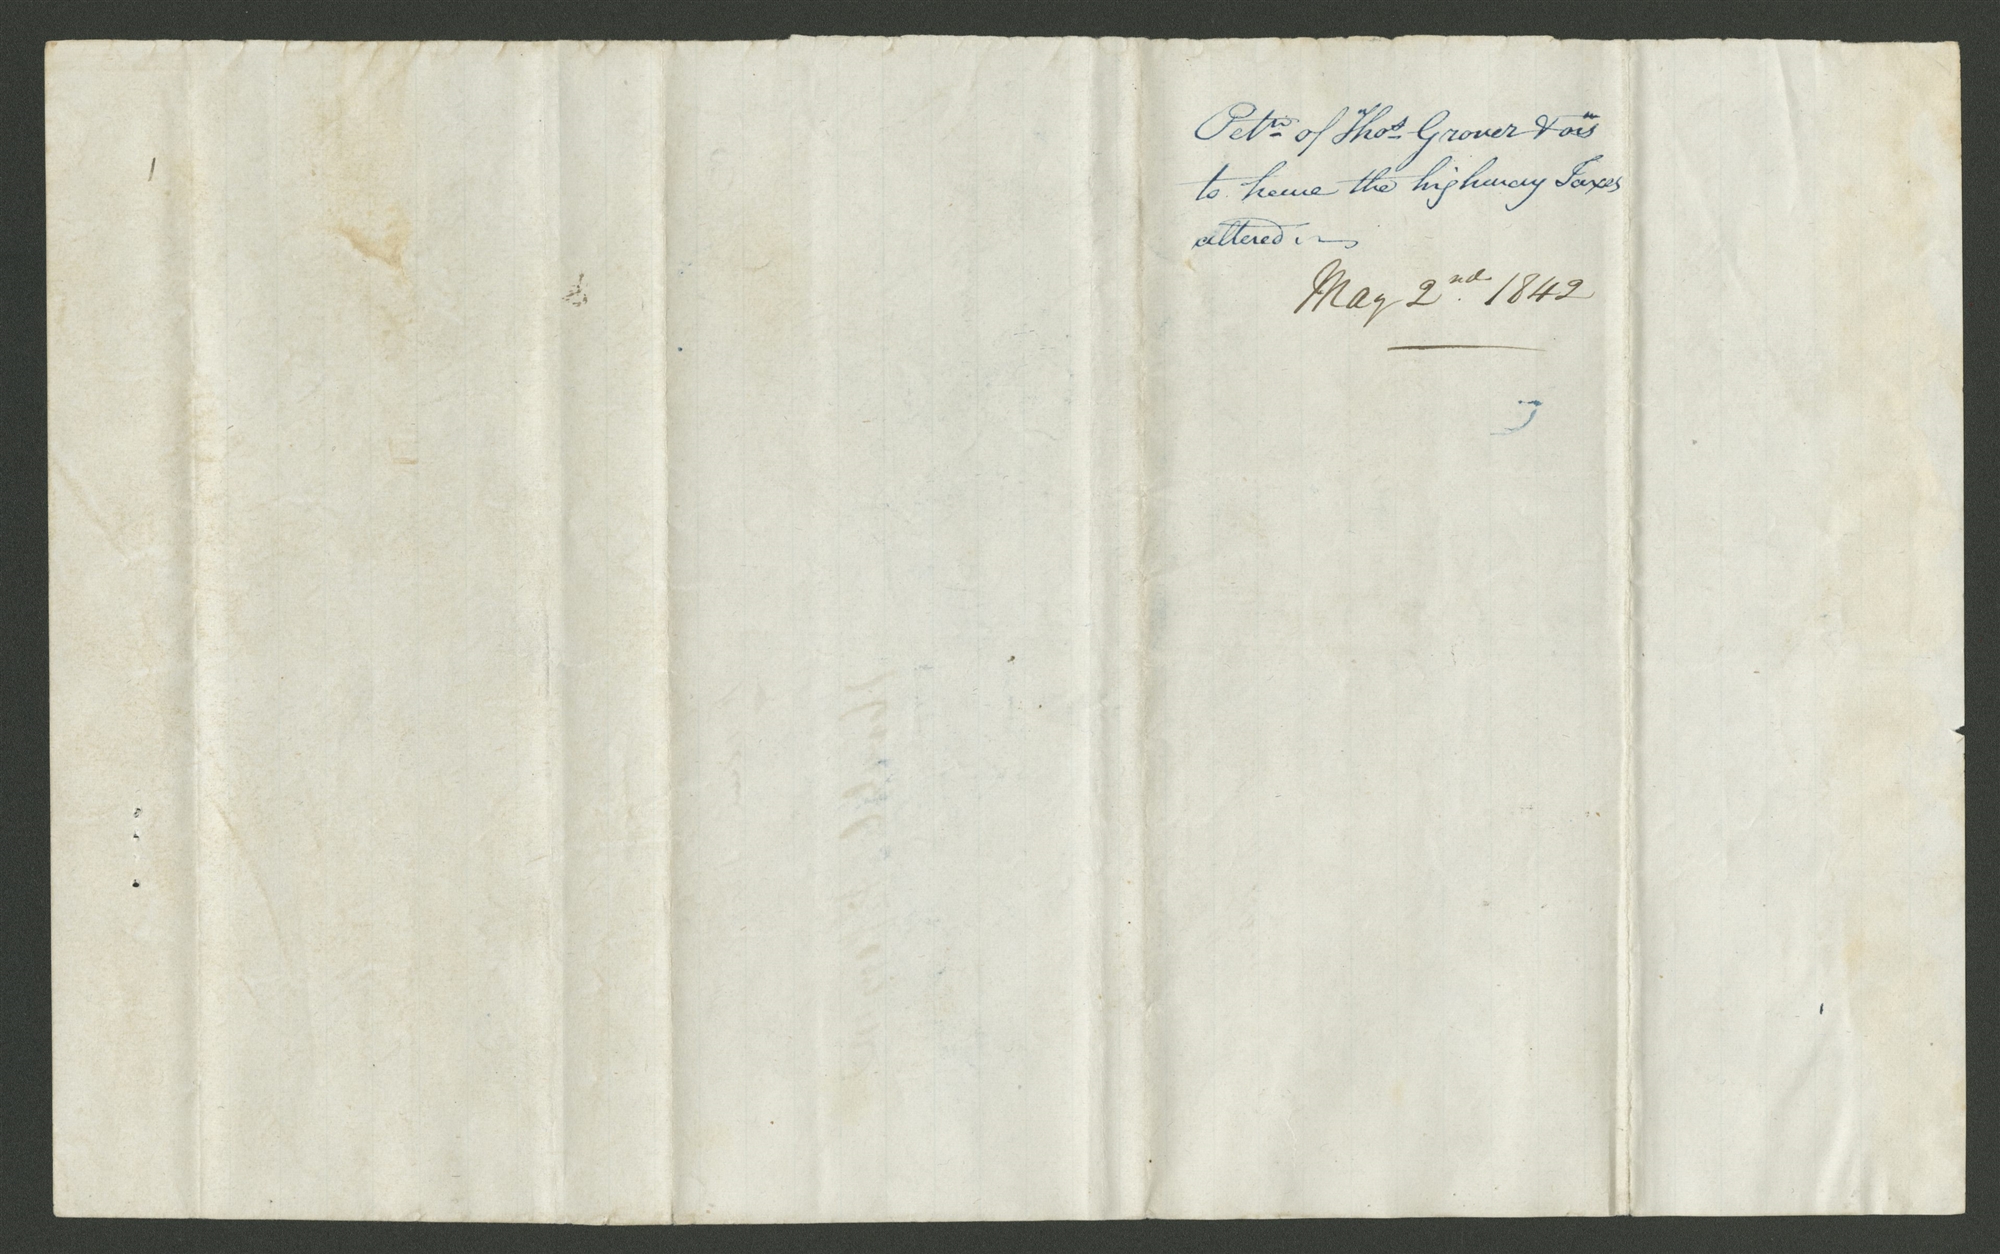 Petn of Thos Grover & ors
to have the highway Taxes
altered
May 2nd 1842